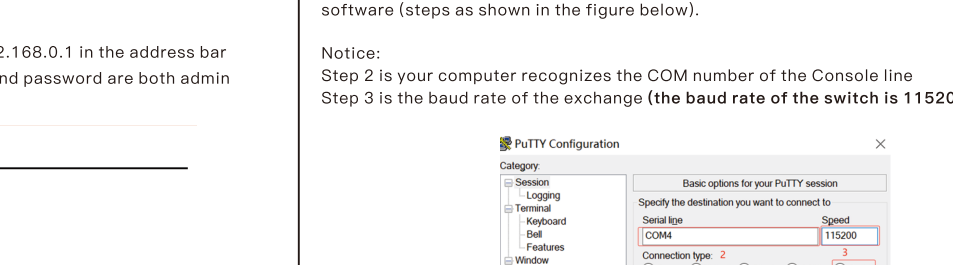 2.168.0.1 in the address bar
nd password are both admin
software (steps as shown in the figure below).
Notice:
Step 2 is your computer recognizes the COM number of the Console line
Step 3 is the baud rate of the exchange (the baud rate of the switch is 11520
PuTTY Configuration
Category:
Session
Logging
Terminal
Keyboard
Bell
Features
Window
Basic options for your PuTTY session
Specify the destination you want to connect to
Serial line Speed
COM4 115200
Connection type: 2 3